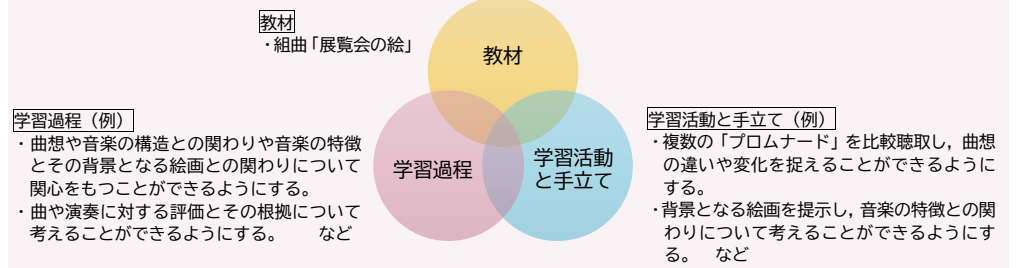 教材
・組曲「展覧会の絵」
教材
学習過程(例)
・曲想や音楽の構造との関わりや音楽の特徴
とその背景となる絵画との関わりについて
関心をもつことができるようにする。
・曲や演奏に対する評価とその根拠について
考えることができるようにする。 など
学習過程
学習活動
と手立て
学習活動と手立て(例)
・複数の「プロムナード」を比較聴取し,曲想
の違いや変化を捉えることができるように
する。
・背景となる絵画を提示し,音楽の特徴との関
わりについて考えることができるようにす
る。 など